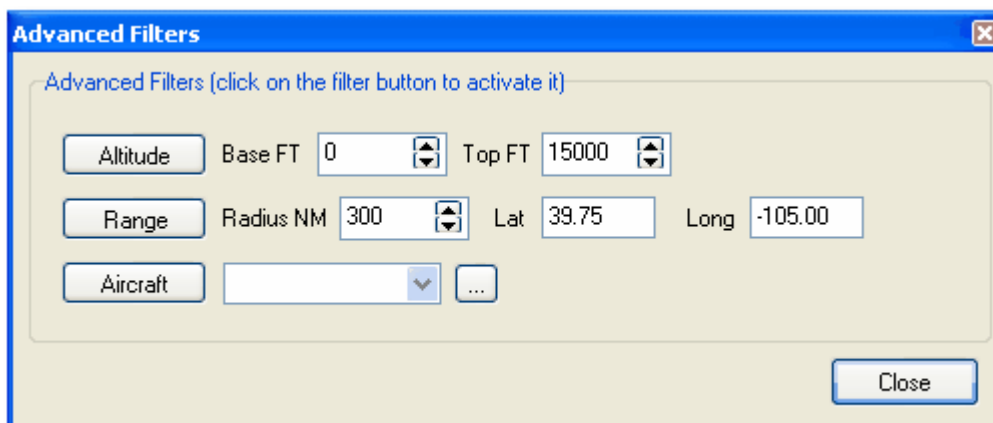 Advanced Filters
Advanced Filters (click on the filter button to activate it)
Altitude Base FT 0 Top FT 15000
Range Radius NM 300 Lat 39.75 Long -105.00
Aircraft ...
Close